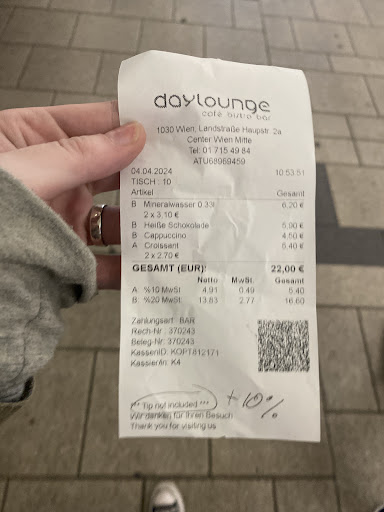 daylounge
café outro bar
1030 Wien, Landstraße Haupstr. 2a
Center Wien Mitte
Tel: 01 715 49 84
ATU68969459
04.04.2024 10:53:51
TISCH: 10
Artikel Gesamt
B Mineralwasser 0.33l 6,20 €
2 x 3,10 €
B Heiße Schokolade 5,90 €
B Cappuccino 4,50 €
A Croissant 5,40 €
2 x 2,70 €
GESAMT (EUR): 22,00 €
Netto MwSt. Gesamt
A: %10 MwSt. 4.91 0.49 5.40
B: %20 MwSt. 13.83 2.77 16.60
Zahlungsart: BAR
Rech-Nr.: 370243
Beleg-Nr: 370243
KassenID: KOPT812171
Kassier/in: K4
*** Tip not included *** + 10%
Wir danken für Ihren Besuch
Thank you for visiting us